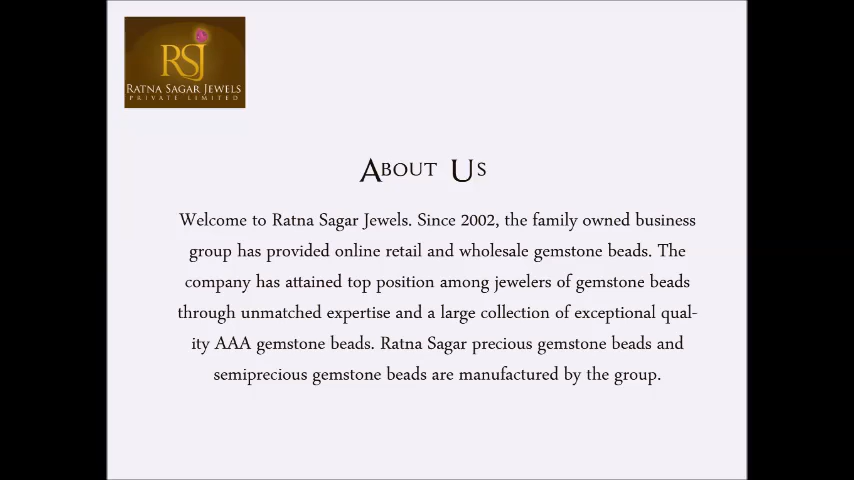 RSJ
RATNA SAGAR JEWELS
PRIVATE LIMITED
ABOUT US
Welcome to Ratna Sagar Jewels. Since 2002, the family owned business
group has provided online retail and wholesale gemstone beads. The
company has attained top position among jewelers of gemstone beads
through unmatched expertise and a large collection of exceptional qual-
ity AAA gemstone beads. Ratna Sagar precious gemstone beads and
semiprecious gemstone beads are manufactured by the group.